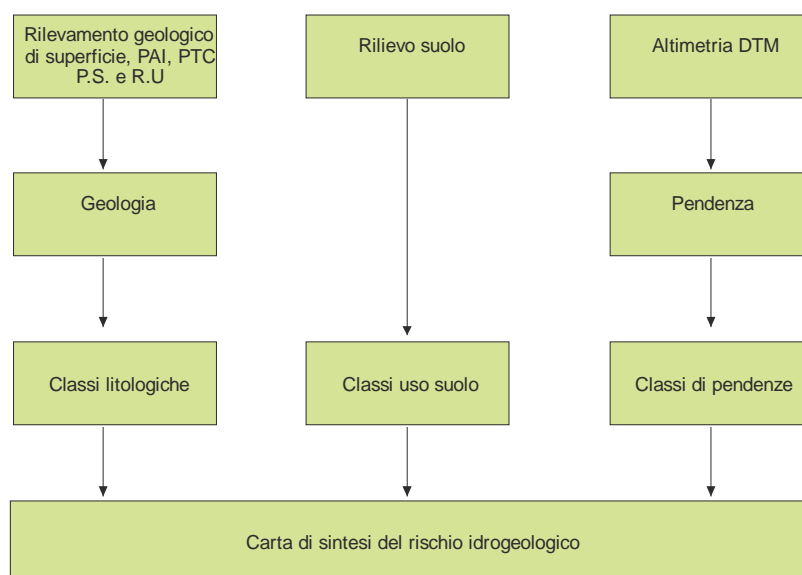 Rilevamento geologico
di superficie, PAI, PTC
P.S. e R.U
Rilievo suolo
Altimetria DTM
Geologia
Pendenza
Classi litologiche
Classi uso suolo
Classi di pendenze
Carta di sintesi del rischio idrogeologico